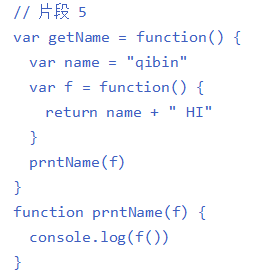 // 片段 5
var getName = function() {
  var name = "qibin"
  var f = function() {
    return name + " HI"
  }
  prntName(f)
}
function prntName(f) {
  console.log(f())
}